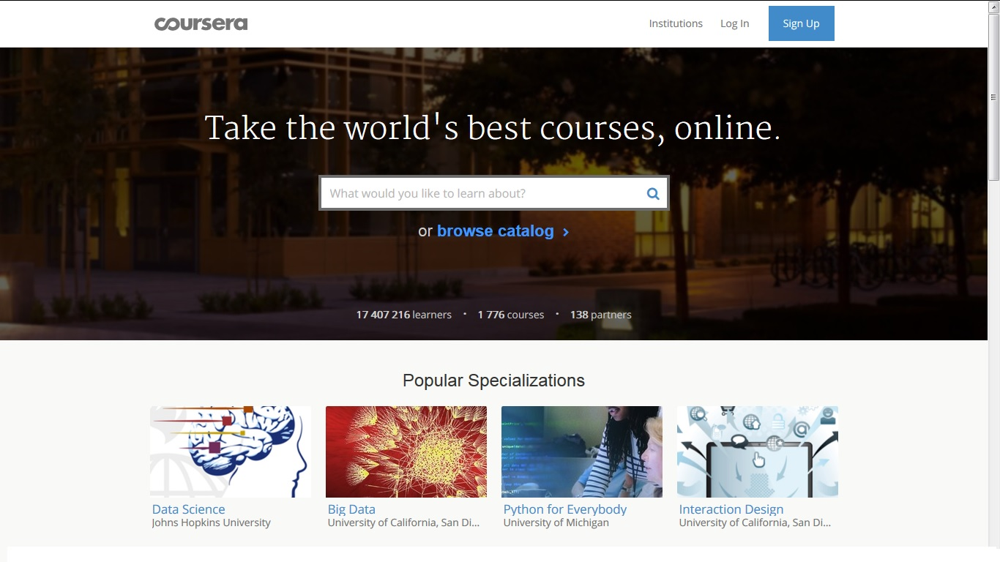 coursera
Institutions Log In Sign Up
Take the world's best courses, online.
What would you like to learn about?
or browse catalog ›
17 407 216 learners • 1 776 courses • 138 partners
Popular Specializations
Data Science Big Data Python for Everybody Interaction Design
Johns Hopkins University University of California, San Di... University of Michigan University of California, San Di...